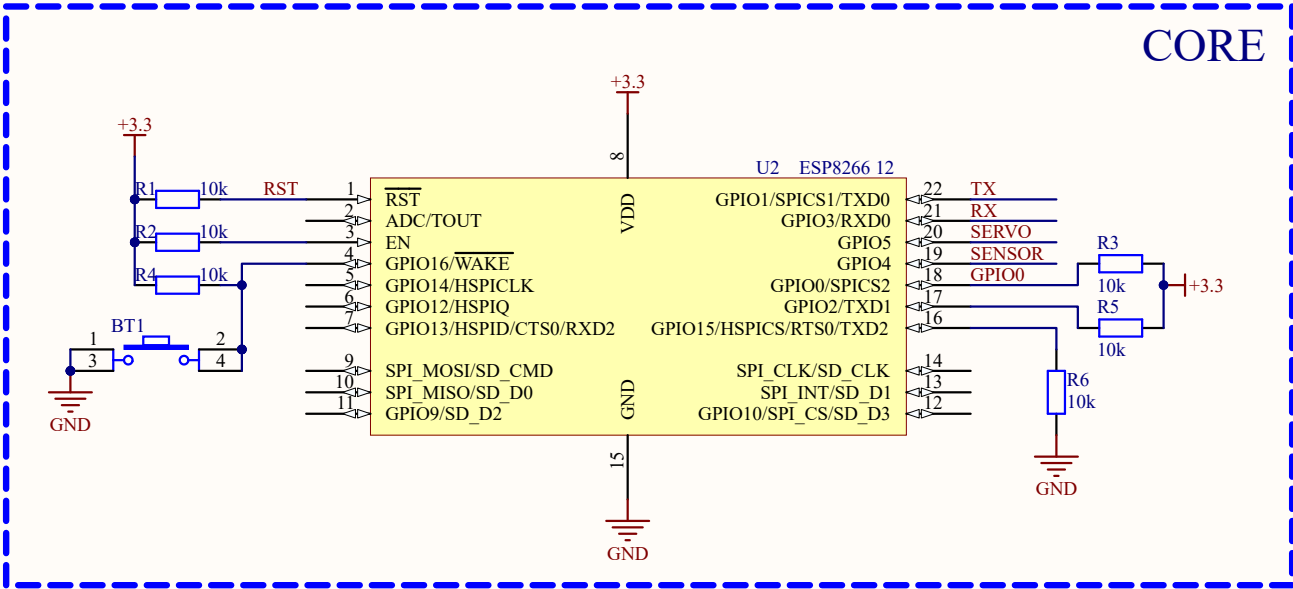 CORE
+3.3
+3.3
U2 ESP8266 12
R1 10k RST 1 RST
2 ADC/TOUT
R2 10k 3 EN
4 GPIO16/WAKE
R4 10k 5 GPIO14/HSPICLK
6 GPIO12/HSPIQ
7 GPIO13/HSPID/CTS0/RXD2
9 SPI_MOSI/SD_CMD
10 SPI_MISO/SD_D0
11 GPIO9/SD_D2
BT1
1 2
3 4
GND
8
VDD
GND
15
GND
GPIO1/SPICS1/TXD0 22 TX
GPIO3/RXD0 21 RX
GPIO5 20 SERVO
GPIO4 19 SENSOR
GPIO0/SPICS2 18 GPIO0
GPIO2/TXD1 17
GPIO15/HSPICS/RTS0/TXD2 16
SPI_CLK/SD_CLK 14
SPI_INT/SD_D1 13
GPIO10/SPI_CS/SD_D3 12
R3
10k
+3.3
R5
10k
R6
10k
GND